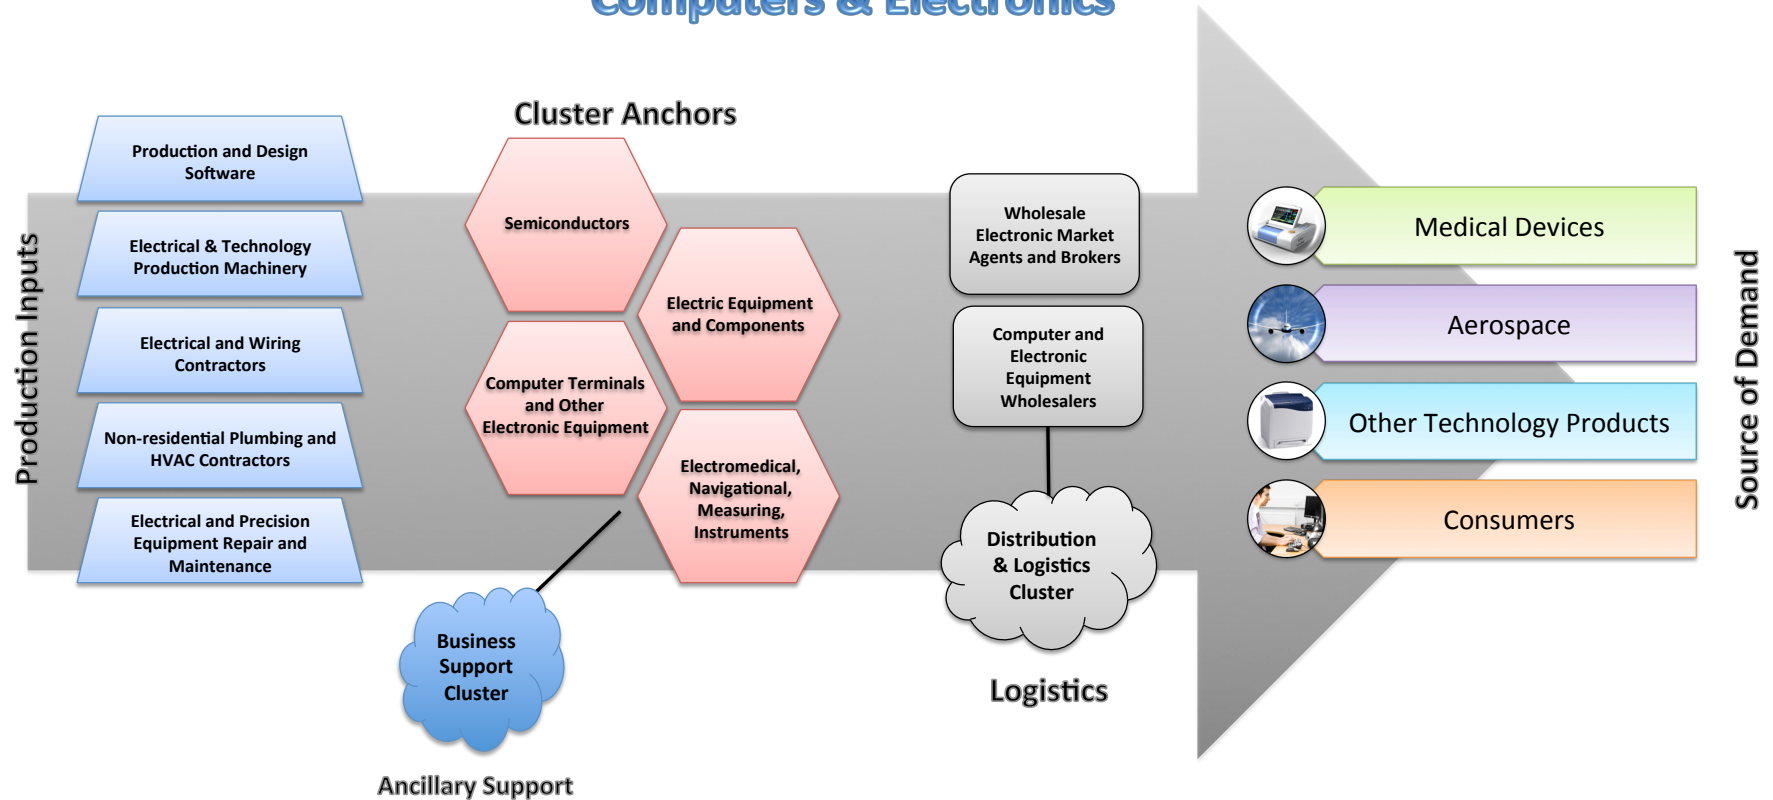 Computers & Electronics
Cluster Anchors
Production Inputs
Production and Design
Software
Electrical & Technology
Production Machinery
Electrical and Wiring
Contractors
Non-residential Plumbing and
HVAC Contractors
Electrical and Precision
Equipment Repair and
Maintenance
Semiconductors
Electric Equipment
and Components
Computer Terminals
and Other
Electronic Equipment
Electromedical,
Navigational,
Measuring,
Instruments
Business
Support
Cluster
Ancillary Support
Wholesale
Electronic Market
Agents and Brokers
Computer and
Electronic
Equipment
Wholesalers
Distribution
& Logistics
Cluster
Logistics
Medical Devices
Aerospace
Other Technology Products
Consumers
Source of Demand